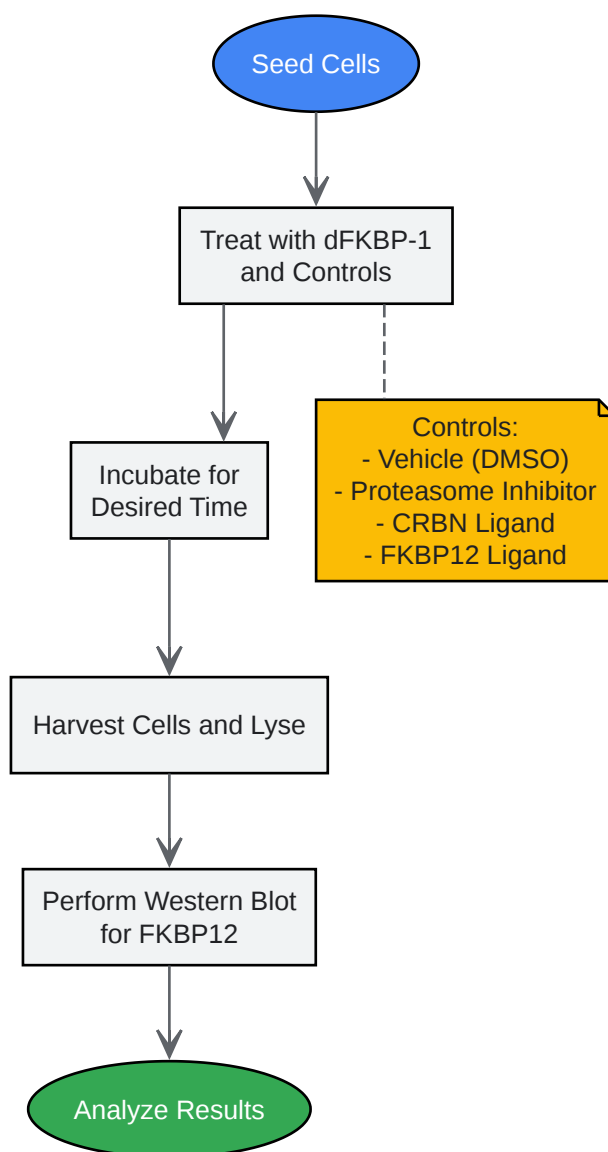 Seed Cells
Treat with dFKBP-1
and Controls
Controls:
- Vehicle (DMSO)
- Proteasome Inhibitor
- CRBN Ligand
- FKBP12 Ligand
Incubate for
Desired Time
Harvest Cells and Lyse
Perform Western Blot
for FKBP12
Analyze Results